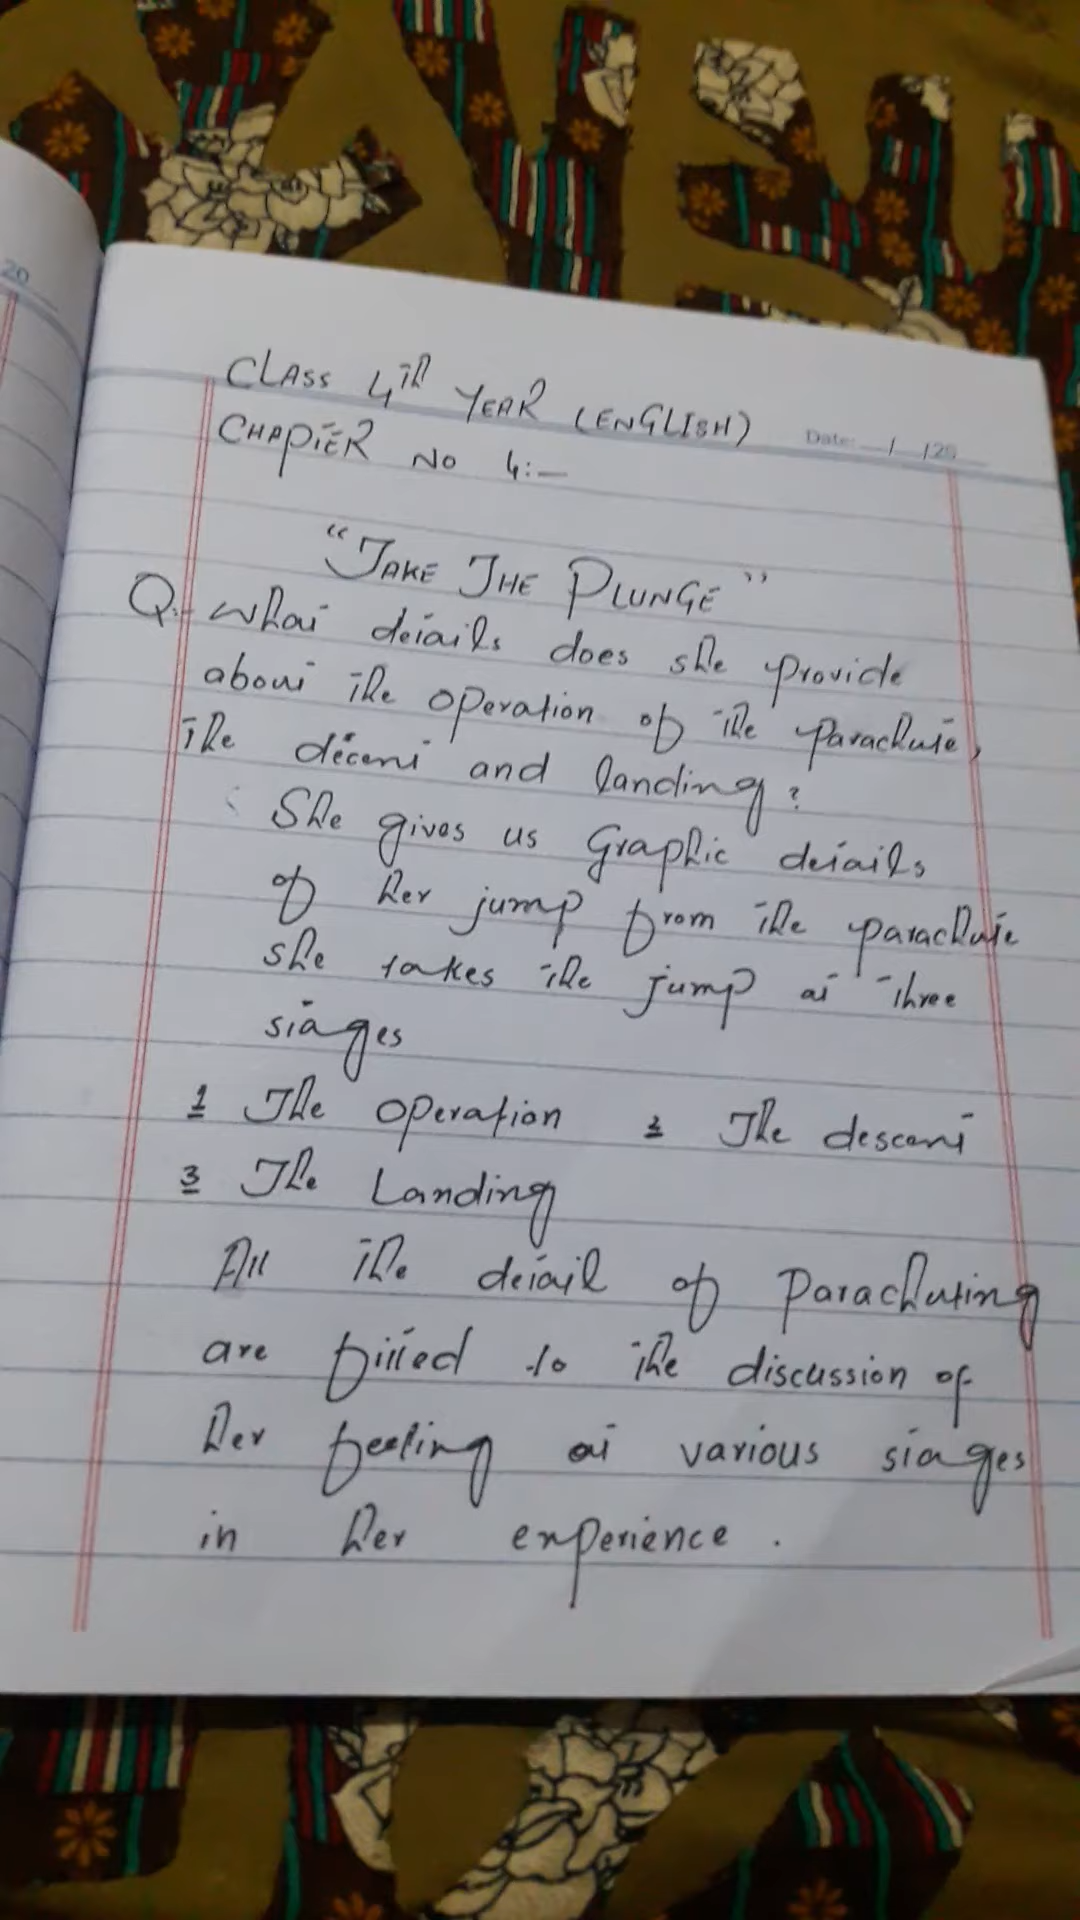 20
CLASS 4th YEAR (ENGLISH)
Date: __/__/20__
CHAPTER NO 4:-
"TAKE THE PLUNGE"
Q:- What details does she provide
about the operation of the parachute,
the decent and landing?
She gives us Graphic details
of her jump from the parachute
she takes the jump at three
stages
1 The operation 2 The descent
3 The Landing
All the detail of Parachuting
are fitted to the discussion of
her feeling at various stages
in her experience.